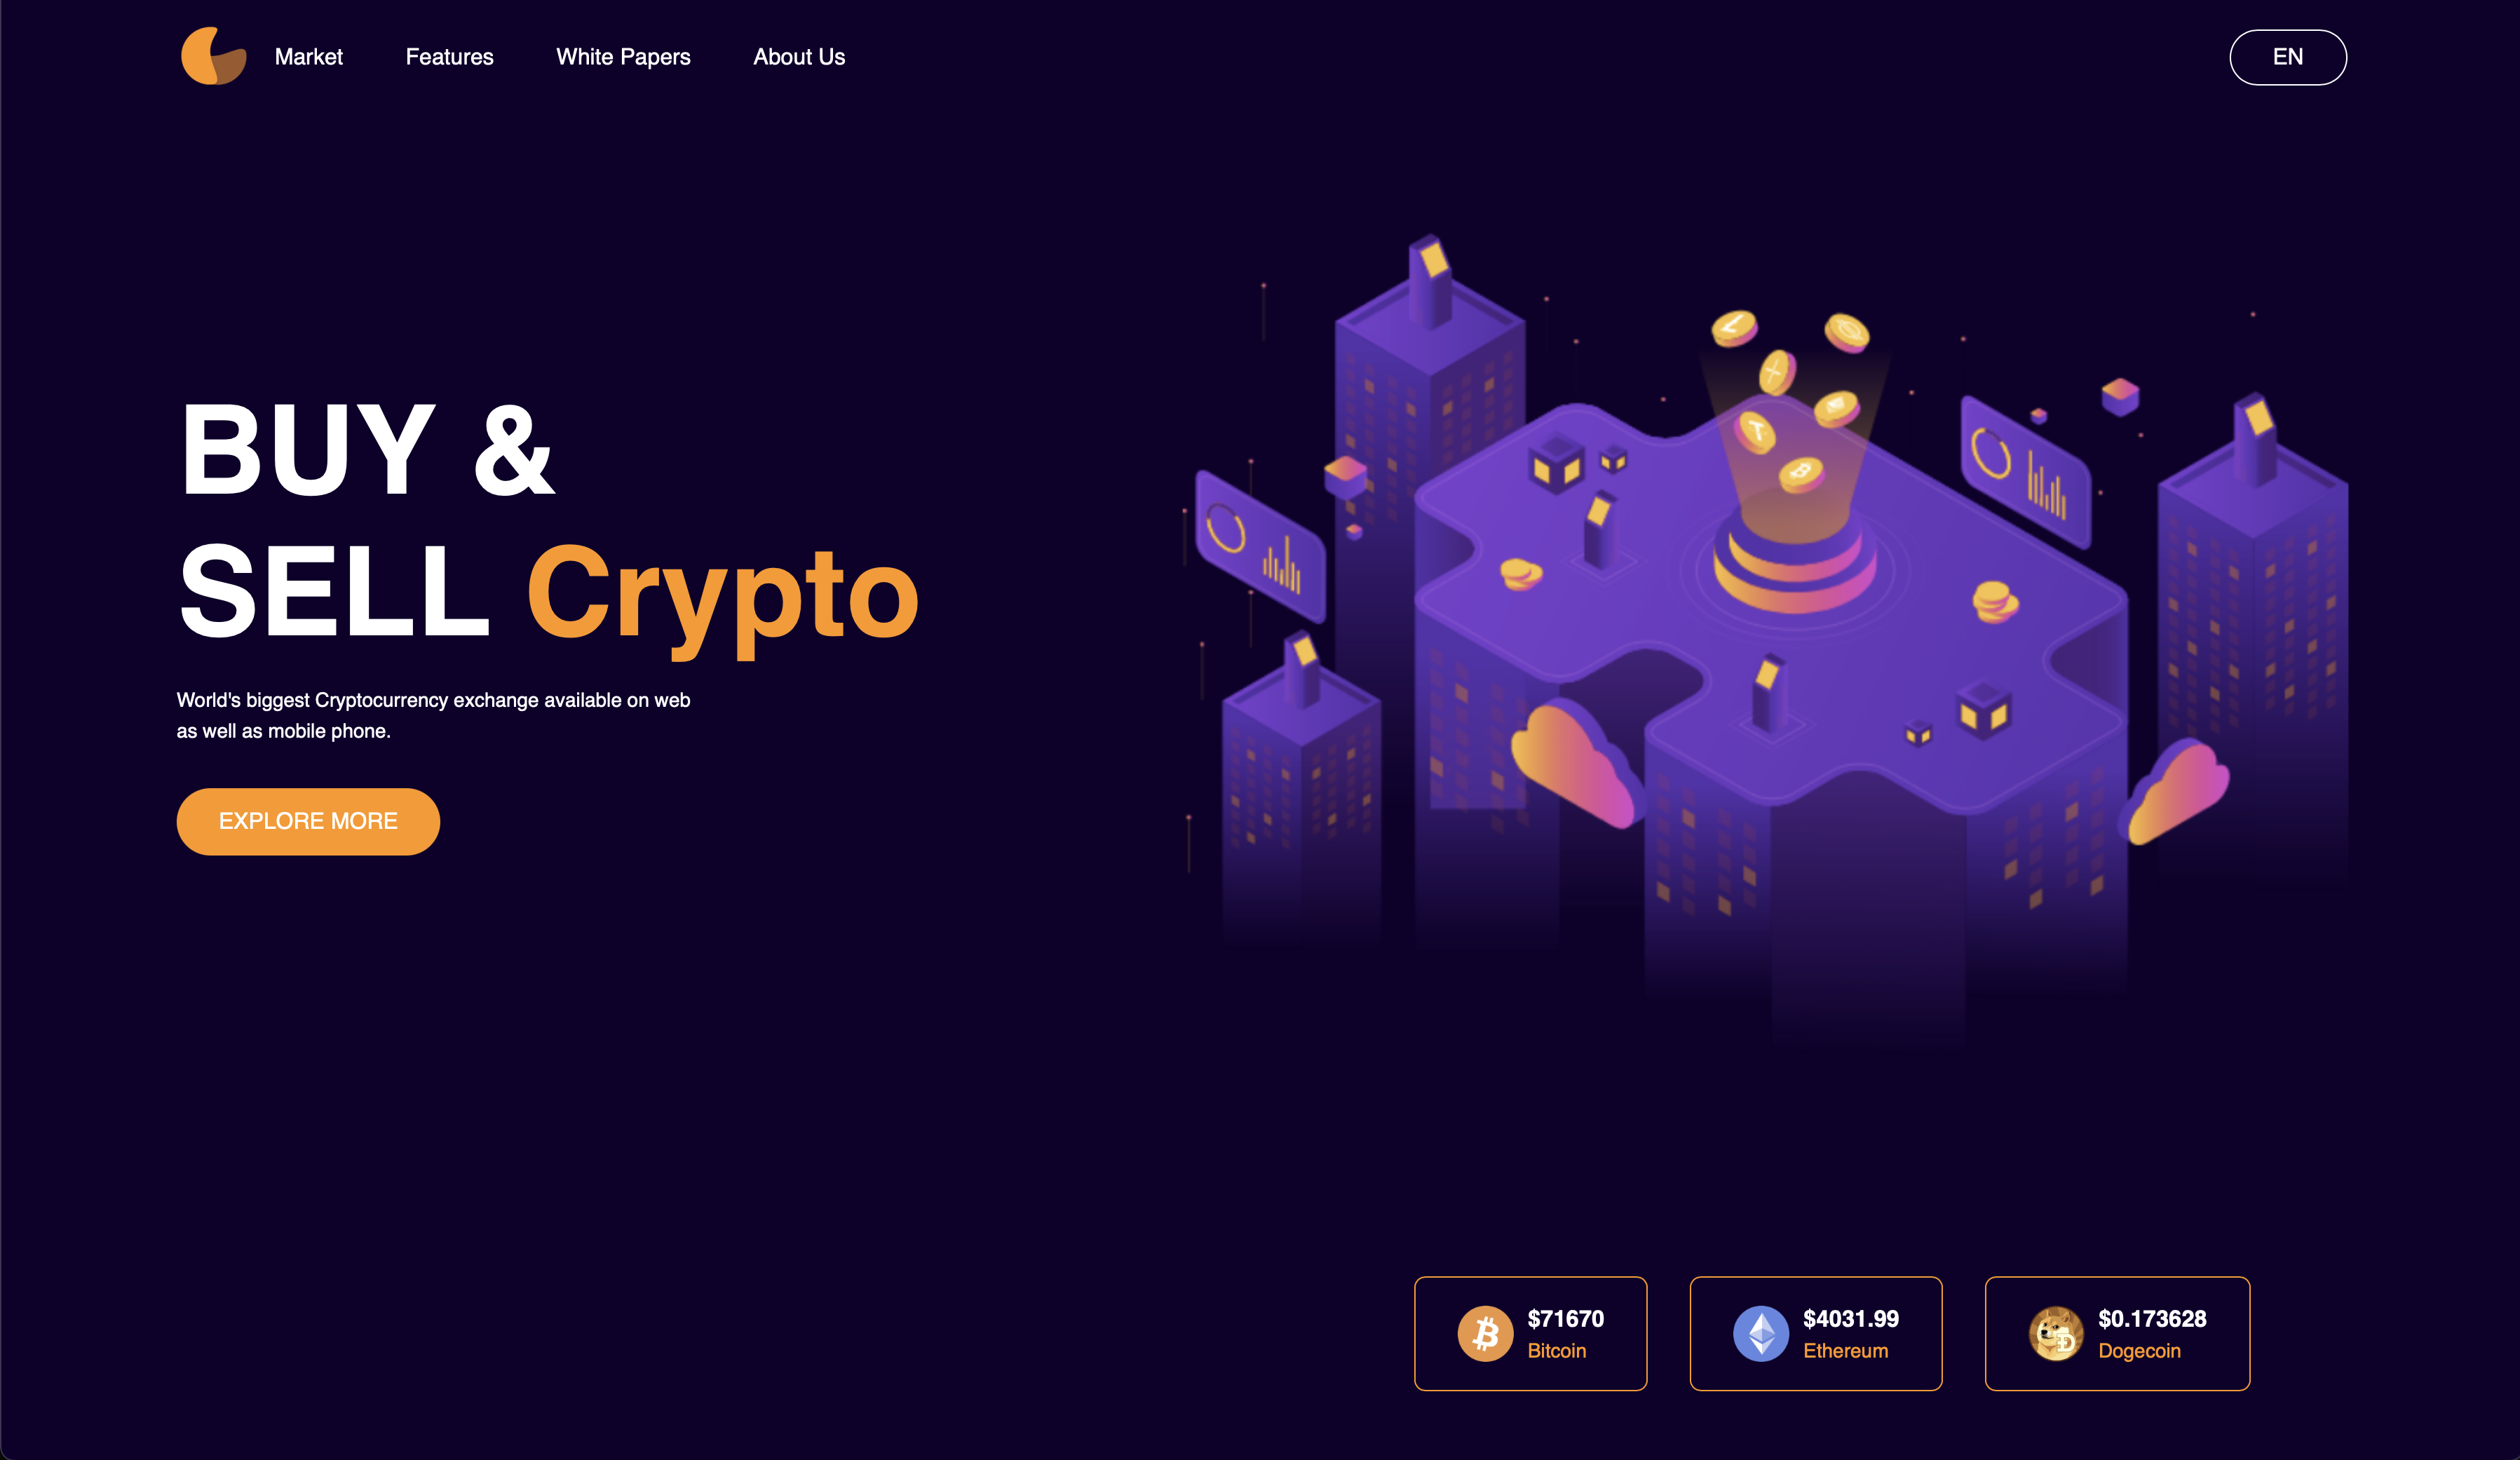 Market Features White Papers About Us EN
BUY &
SELL Crypto
World's biggest Cryptocurrency exchange available on web
as well as mobile phone.
EXPLORE MORE
$71670
Bitcoin
$4031.99
Ethereum
$0.173628
Dogecoin